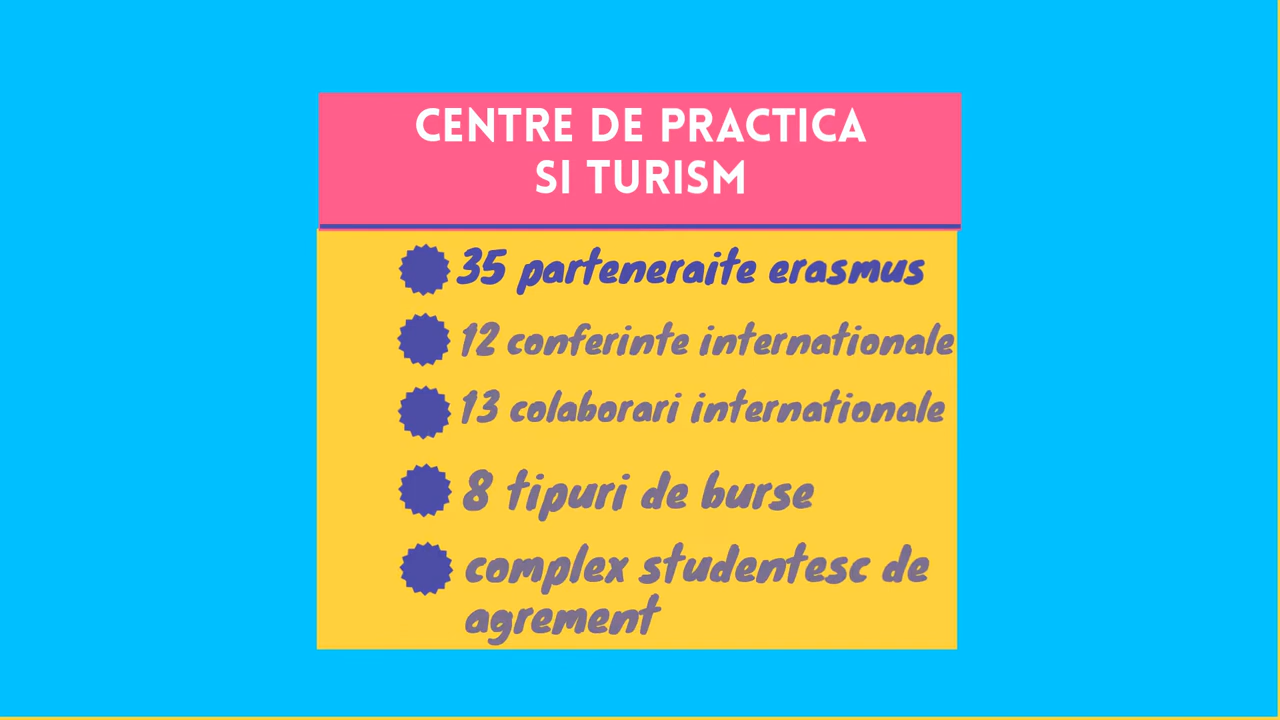 CENTRE DE PRACTICA
SI TURISM
35 parteneraite erasmus
12 conferinte internationale
13 colaborari internationale
8 tipuri de burse
complex studentesc de
agrement